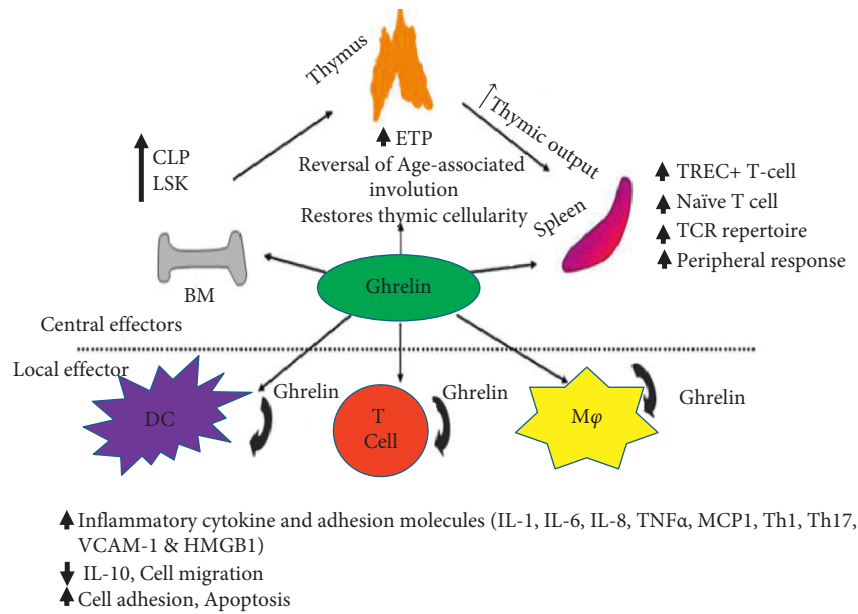 Thymus
↑ Thymic output
CLP
LSK
ETP
Reversal of Age-associated
involution
Restores thymic cellularity
Spleen
TREC+ T-cell
Naïve T cell
TCR repertoire
Peripheral response
BM
Ghrelin
Central effectors
Local effector
DC
Ghrelin
T
Cell
Ghrelin
Mφ
Ghrelin
Inflammatory cytokine and adhesion molecules (IL-1, IL-6, IL-8, TNFα, MCP1, Th1, Th17,
VCAM-1 & HMGB1)
IL-10, Cell migration
Cell adhesion, Apoptosis